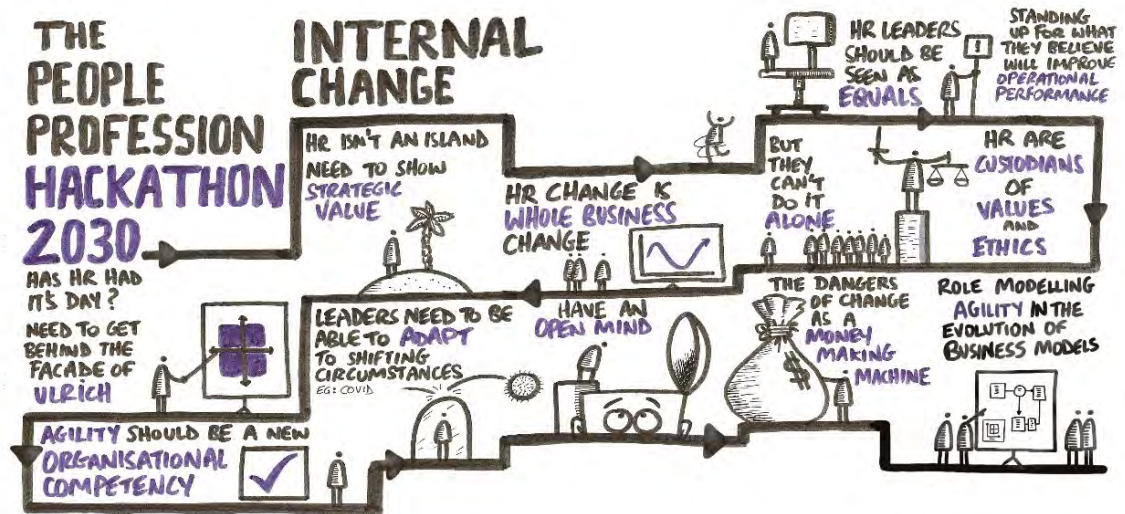 THE
PEOPLE
PROFESSION
HACKATHON
2030
HAS HR HAD
IT'S DAY?
NEED TO GET
BEHIND THE
FACADE OF
ULRICH
INTERNAL
CHANGE
HR ISN'T AN ISLAND
NEED TO SHOW
STRATEGIC
VALUE
HR CHANGE IS
WHOLE BUSINESS
CHANGE
HR LEADERS
SHOULD BE
SEEN AS
EQUALS
STANDING
UP FOR WHAT
THEY BELIEVE
WILL IMPROVE
OPERATIONAL
PERFORMANCE
BUT
THEY
CAN'T
DO IT
ALONE
HR ARE
CUSTODIANS
OF
VALUES
AND
ETHICS
LEADERS NEED TO BE
ABLE TO ADAPT
TO SHIFTING
CIRCUMSTANCES
EG: COVID
HAVE AN
OPEN MIND
THE DANGERS
OF CHANGE
AS A
MONEY
MAKING
MACHINE
$
ROLE MODELLING
AGILITY IN THE
EVOLUTION OF
BUSINESS MODELS
AGILITY SHOULD BE A NEW
ORGANISATIONAL
COMPETENCY